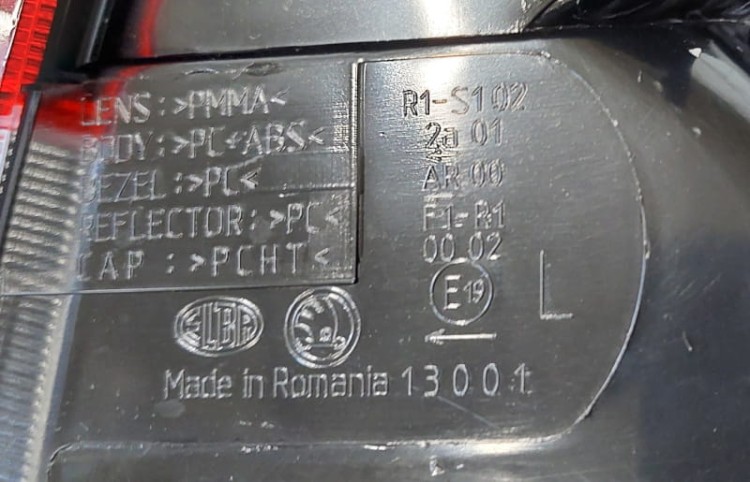 LENS:>PMMA<
BODY:>PC+ABS<
BEZEL:>PC<
REFLECTOR:>PC<
CAP :>PCHT<
R1-S1 02
2a 01
AR 00
F1-R1
00 02
E19
L
ELBA
Made in Romania 13001